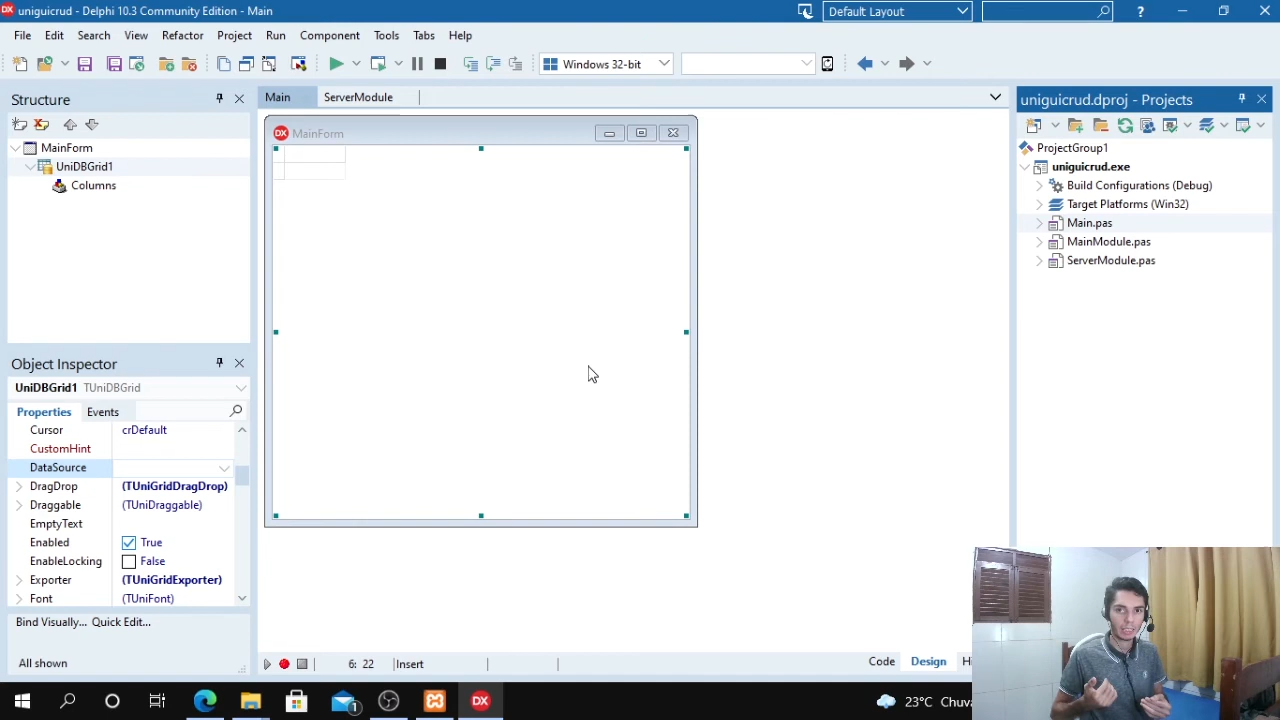 DX uniguicrud - Delphi 10.3 Community Edition - Main
Default Layout
?
File Edit Search View Refactor Project Run Component Tools Tabs Help
Windows 32-bit
Structure
Main ServerModule
uniguicrud.dproj - Projects
DX MainForm
MainForm
UniDBGrid1
Columns
ProjectGroup1
uniguicrud.exe
Build Configurations (Debug)
Target Platforms (Win32)
Main.pas
MainModule.pas
ServerModule.pas
Object Inspector
UniDBGrid1 TUniDBGrid
Properties Events
Cursor crDefault
CustomHint
DataSource
DragDrop (TUniGridDragDrop)
Draggable (TUniDraggable)
EmptyText
Enabled True
EnableLocking False
Exporter (TUniGridExporter)
Font (TUniFont)
Bind Visually... Quick Edit...
All shown
6: 22 Insert
Code Design
1
DX
23°C